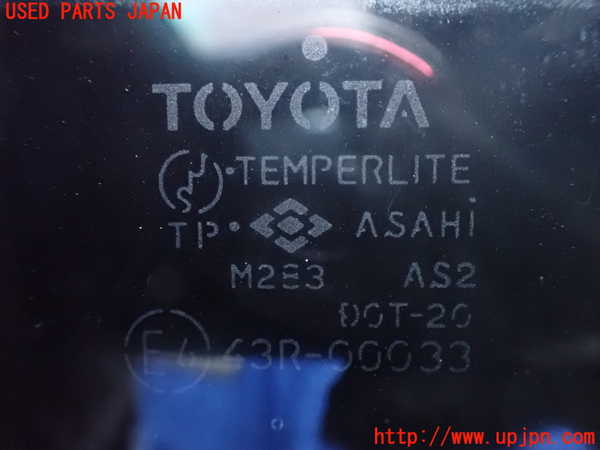 USED PARTS JAPAN
TOYOTA
TEMPERLITE
TP
ASAHI
M2E3 AS2
DOT-20
E4 43R-00033
http://www.upjpn.com/